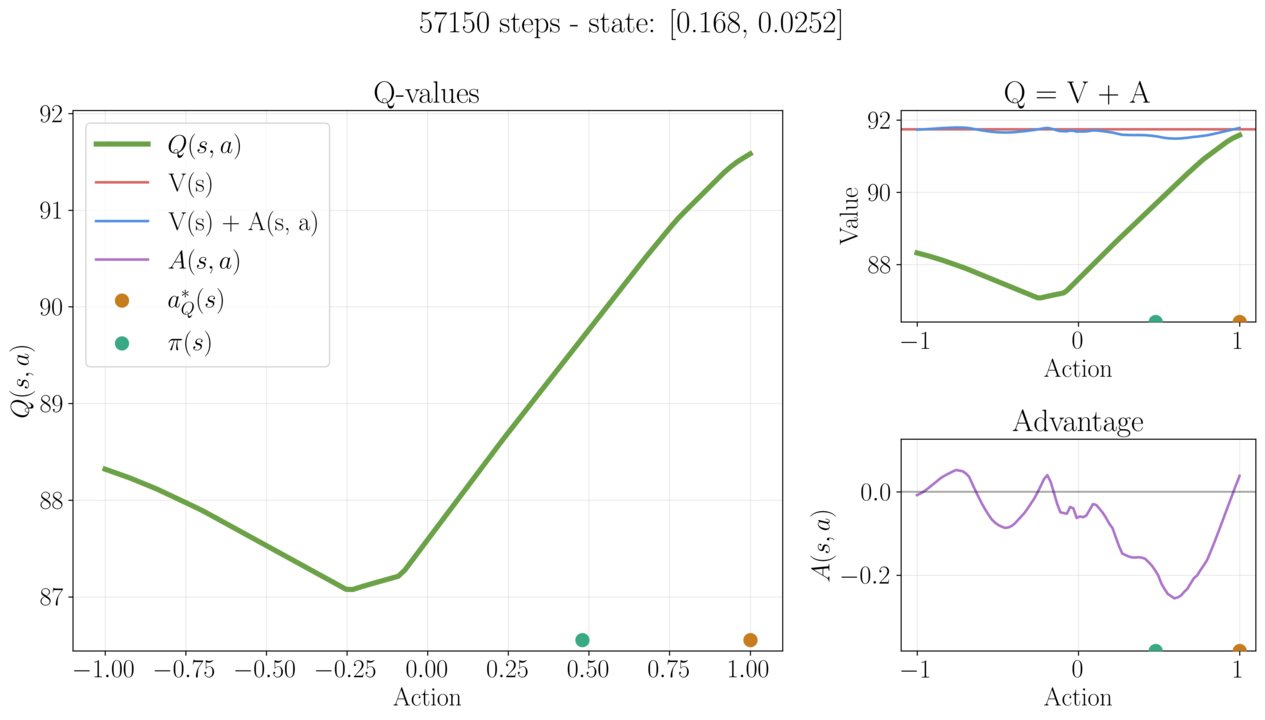 57150 steps - state: [0.168, 0.0252]
Q-values
92
91
90
89
88
87
Q(s, a)
−1.00 −0.75 −0.50 −0.25 0.00 0.25 0.50 0.75 1.00
Action
Q(s, a)
V(s)
V(s) + A(s, a)
A(s, a)
a*Q(s)
π(s)
Q = V + A
92
90
88
Value
−1 0 1
Action
Advantage
0.0
−0.2
A(s, a)
−1 0 1
Action